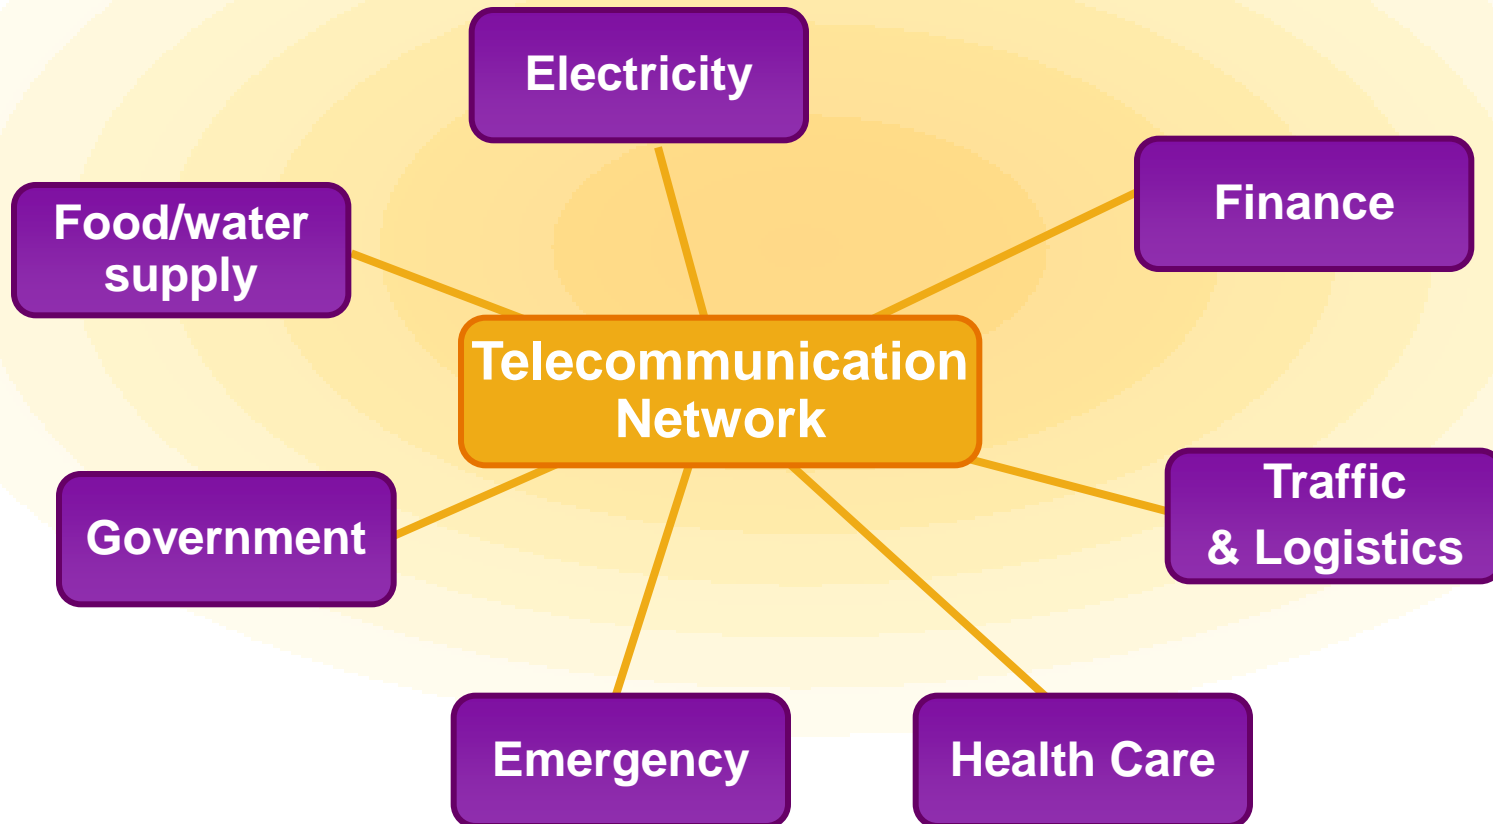 Electricity
Finance
Food/water
supply
Telecommunication
Network
Traffic
& Logistics
Government
Emergency
Health Care